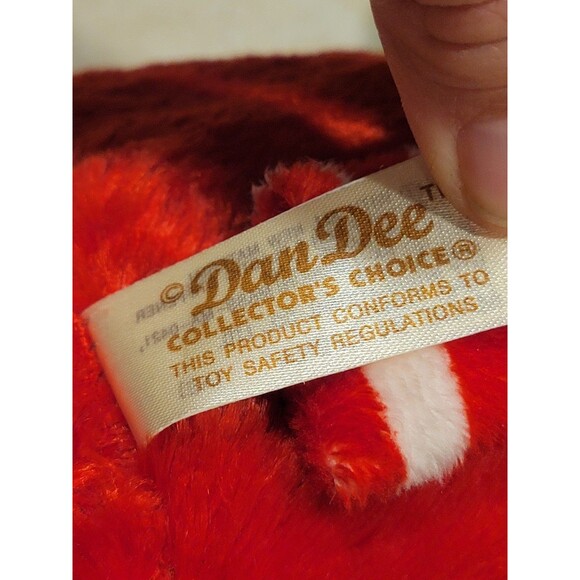 © Dan Dee™
COLLECTOR'S CHOICE®
THIS PRODUCT CONFORMS TO
TOY SAFETY REGULATIONS